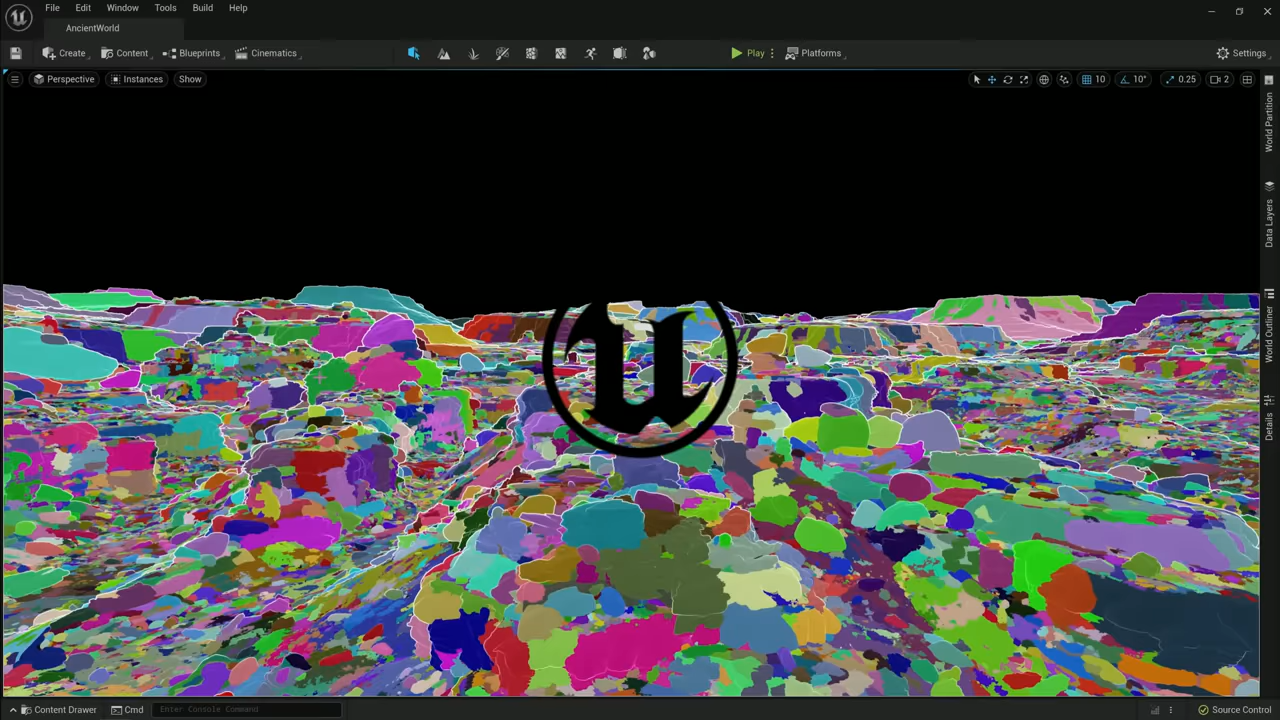 File Edit Window Tools Build Help
AncientWorld
Create Content Blueprints Cinematics Play Platforms Settings
Perspective Instances Show 10 10° 0.25 2
World Partition
Data Layers
World Outliner
Details
Content Drawer Cmd Enter Console Command Source Control